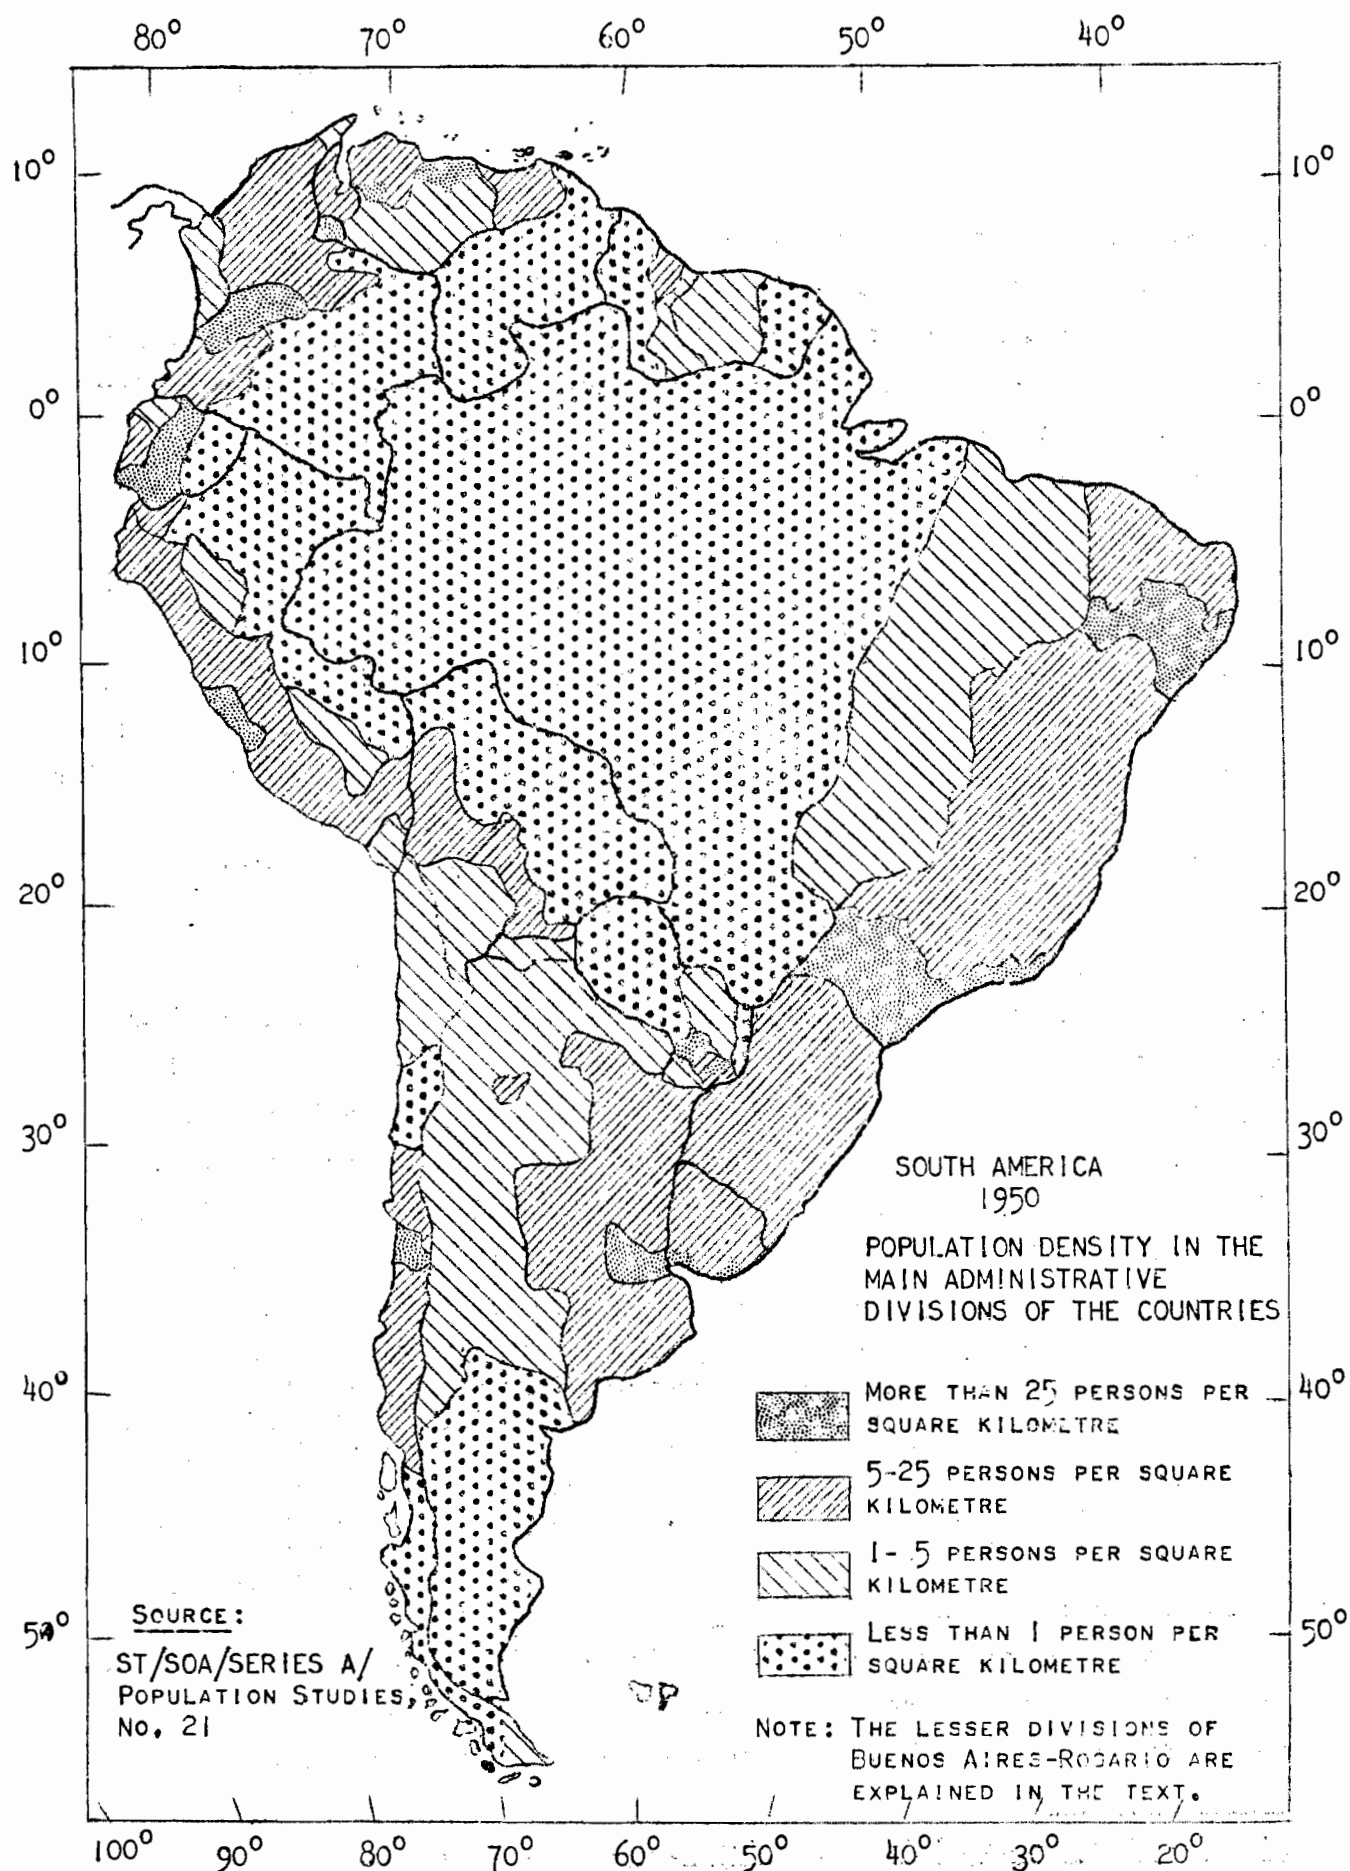 80° 70° 60° 50° 40°
10° 10°
0° 0°
10° 10°
20° 20°
30° 30°
SOUTH AMERICA
1950
POPULATION DENSITY IN THE
MAIN ADMINISTRATIVE
DIVISIONS OF THE COUNTRIES
40° 40°
MORE THAN 25 PERSONS PER
SQUARE KILOMETRE
5-25 PERSONS PER SQUARE
KILOMETRE
1-5 PERSONS PER SQUARE
KILOMETRE
50° 50°
LESS THAN 1 PERSON PER
SQUARE KILOMETRE
SOURCE:
ST/SOA/SERIES A/
POPULATION STUDIES,
No. 21
NOTE: THE LESSER DIVISIONS OF
BUENOS AIRES-ROSARIO ARE
EXPLAINED IN THE TEXT.
100° 90° 80° 70° 60° 50° 40° 30° 20°